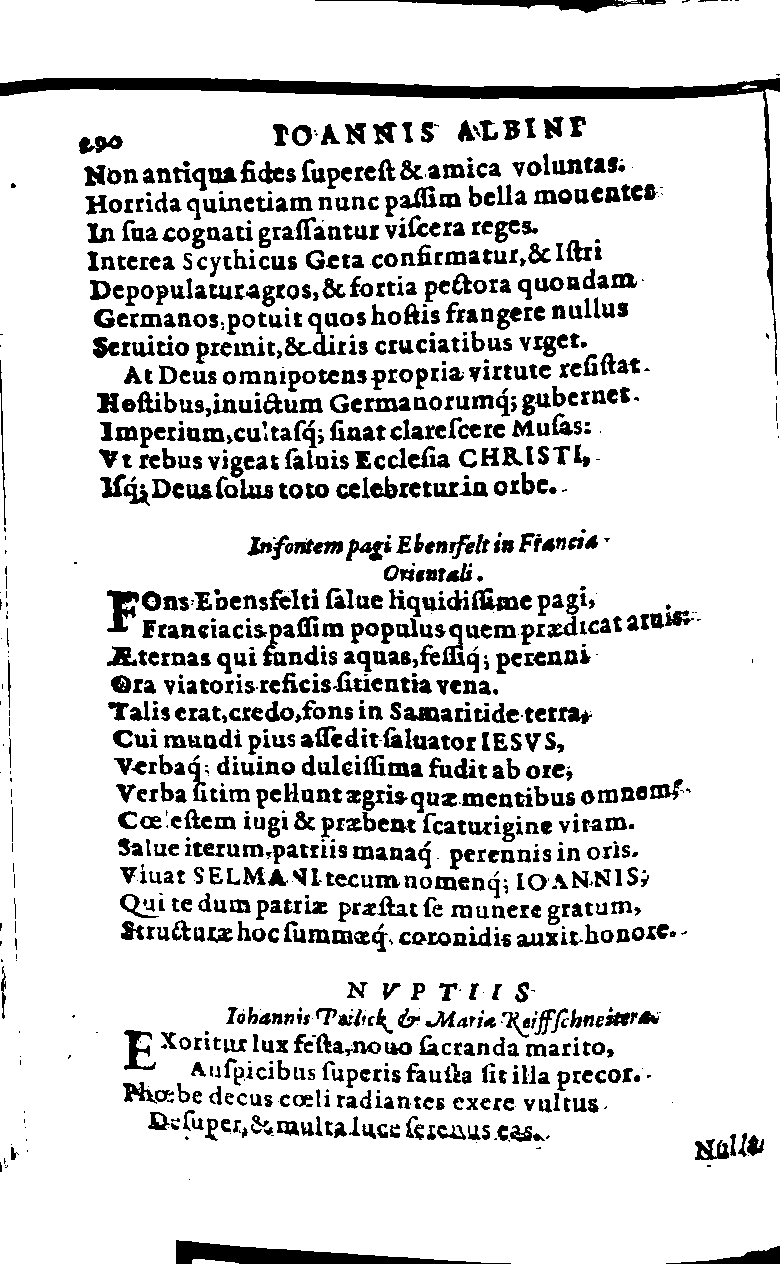 290 IOANNIS ALBINI
Non antiqua fides ſupereſt & amica voluntas.
Horrida quinetiam nunc paſſim bella mouentes
In ſua cognati graſſantur viſcera reges.
Interea Scythicus Geta confirmatur, & Iſtri
Depopulatur agros, & fortia pectora quondam
Germanos, potuit quos hoſtis frangere nullus
Seruitio premit, & diris cruciatibus vrget.
At Deus omnipotens propria virtute reſiſtat
Hoſtibus, inuictum Germanorumq́; gubernet
Imperium, cultaſq́; ſinat clareſcere Muſas:
Vt rebus vigeat ſaluis Eccleſia CHRISTI,
Iſq́; Deus ſolus toto celebretur in orbe.
In fontem pagi Ebensfelt in Francia
Orientali.
FOns Ebensfelti ſalue liquidiſſime pagi,
Franciacis paſſim populus quem prædicat aruis:
Æternas qui fundis aquas, feſſiq́; perenni
Ora viatoris reficis ſitientia vena.
Talis erat, credo, fons in Samaritide terra,
Cui mundi pius aſſedit ſaluator IESVS,
Verbaq́; diuino dulciſſima fudit ab ore,
Verba ſitim pellunt ægris quæ mentibus omnem,
Cœleſtem iugi & præbent ſcaturigine vitam.
Salue iterum, patriis manaq́ perennis in oris.
Viuat SELMANI tecum nomenq́; IOANNIS,
Qui te dum patriæ præſtat ſe munere gratum,
Structuræ hoc ſummæq́, coronidis auxit honore.
NVPTIIS
Iohannis & Maria Reiffſchneiteræ
EXoritur lux feſta, nouo ſacranda marito,
Auſpicibus ſuperis fauſta ſit illa precor.
Phœbe decus cœli radiantes exere vultus
Deſuper, & multa luce ſerenus eas.
Nulla